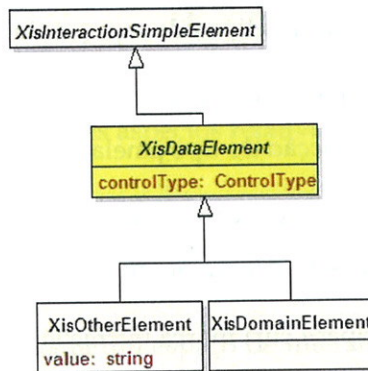 XisInteractionSimpleElement
XisDataElement
controlType: ControlType
XisOtherElement
value: string
XisDomainElement